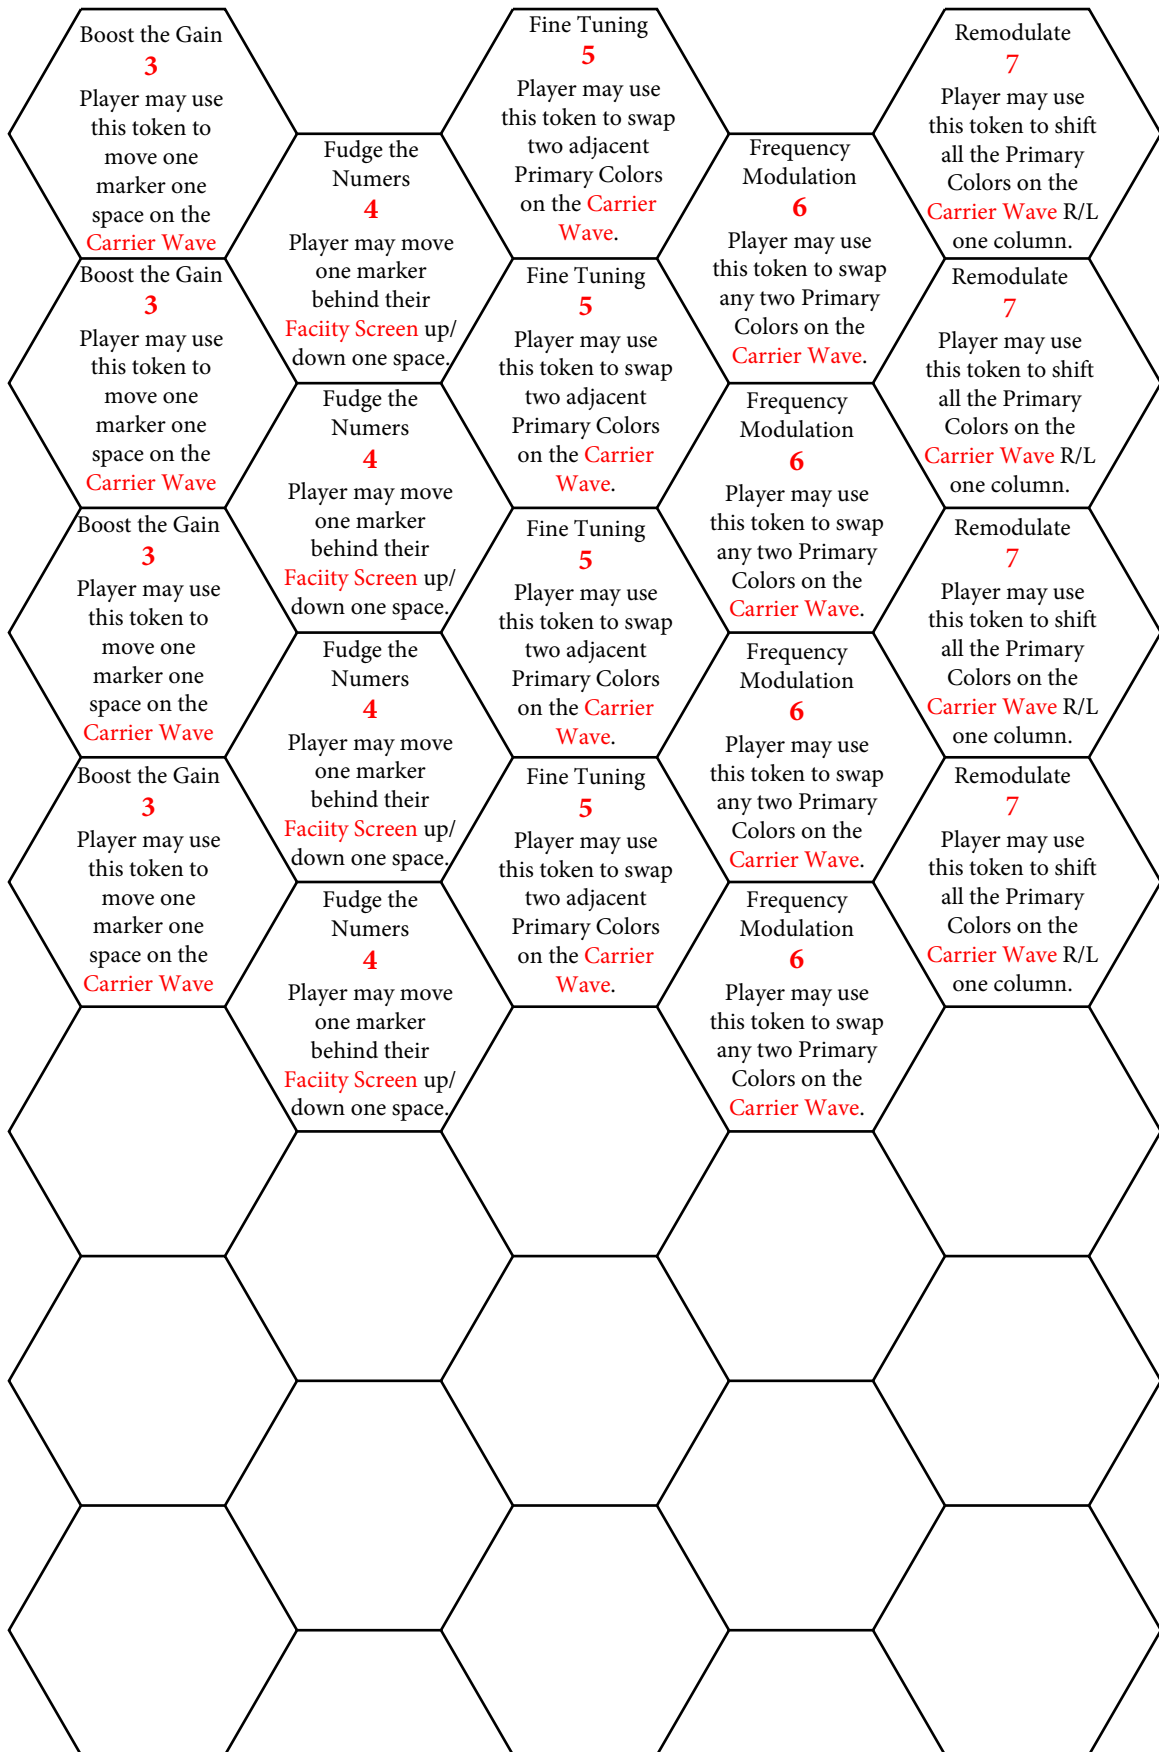 Boost the Gain
3
Player may use
this token to
move one
marker one
space on the
Carrier Wave
Boost the Gain
3
Player may use
this token to
move one
marker one
space on the
Carrier Wave
Boost the Gain
3
Player may use
this token to
move one
marker one
space on the
Carrier Wave
Boost the Gain
3
Player may use
this token to
move one
marker one
space on the
Carrier Wave
Fudge the
Numers
4
Player may move
one marker
behind their
Faciity Screen up/
down one space.
Fudge the
Numers
4
Player may move
one marker
behind their
Faciity Screen up/
down one space.
Fudge the
Numers
4
Player may move
one marker
behind their
Faciity Screen up/
down one space.
Fudge the
Numers
4
Player may move
one marker
behind their
Faciity Screen up/
down one space.
Fine Tuning
5
Player may use
this token to swap
two adjacent
Primary Colors
on the Carrier
Wave.
Fine Tuning
5
Player may use
this token to swap
two adjacent
Primary Colors
on the Carrier
Wave.
Fine Tuning
5
Player may use
this token to swap
two adjacent
Primary Colors
on the Carrier
Wave.
Fine Tuning
5
Player may use
this token to swap
two adjacent
Primary Colors
on the Carrier
Wave.
Frequency
Modulation
6
Player may use
this token to swap
any two Primary
Colors on the
Carrier Wave.
Frequency
Modulation
6
Player may use
this token to swap
any two Primary
Colors on the
Carrier Wave.
Frequency
Modulation
6
Player may use
this token to swap
any two Primary
Colors on the
Carrier Wave.
Frequency
Modulation
6
Player may use
this token to swap
any two Primary
Colors on the
Carrier Wave.
Remodulate
7
Player may use
this token to shift
all the Primary
Colors on the
Carrier Wave R/L
one column.
Remodulate
7
Player may use
this token to shift
all the Primary
Colors on the
Carrier Wave R/L
one column.
Remodulate
7
Player may use
this token to shift
all the Primary
Colors on the
Carrier Wave R/L
one column.
Remodulate
7
Player may use
this token to shift
all the Primary
Colors on the
Carrier Wave R/L
one column.